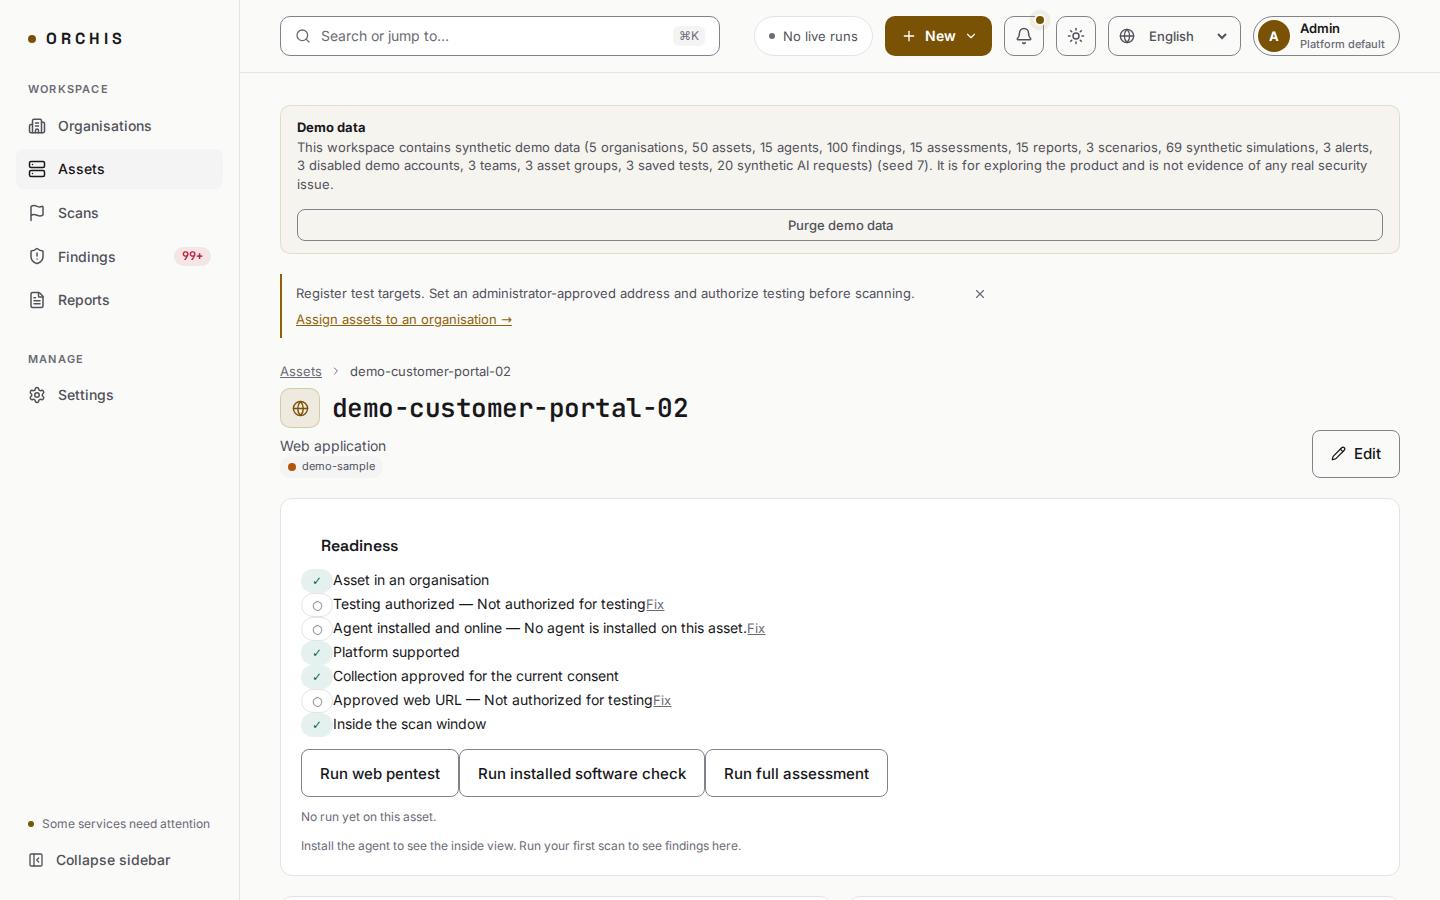 ORCHIS
Search or jump to...
⌘K
No live runs
New
English
A
Admin
Platform default
WORKSPACE
Organisations
Assets
Scans
Findings
99+
Reports
MANAGE
Settings
Some services need attention
Collapse sidebar
Demo data
This workspace contains synthetic demo data (5 organisations, 50 assets, 15 agents, 100 findings, 15 assessments, 15 reports, 3 scenarios, 69 synthetic simulations, 3 alerts,
3 disabled demo accounts, 3 teams, 3 asset groups, 3 saved tests, 20 synthetic AI requests) (seed 7). It is for exploring the product and is not evidence of any real security
issue.
Purge demo data
Register test targets. Set an administrator-approved address and authorize testing before scanning.
Assign assets to an organisation →
Assets
demo-customer-portal-02
demo-customer-portal-02
Web application
demo-sample
Edit
Readiness
✓ Asset in an organisation
○ Testing authorized — Not authorized for testingFix
○ Agent installed and online — No agent is installed on this asset.Fix
✓ Platform supported
✓ Collection approved for the current consent
○ Approved web URL — Not authorized for testingFix
✓ Inside the scan window
Run web pentest
Run installed software check
Run full assessment
No run yet on this asset.
Install the agent to see the inside view. Run your first scan to see findings here.